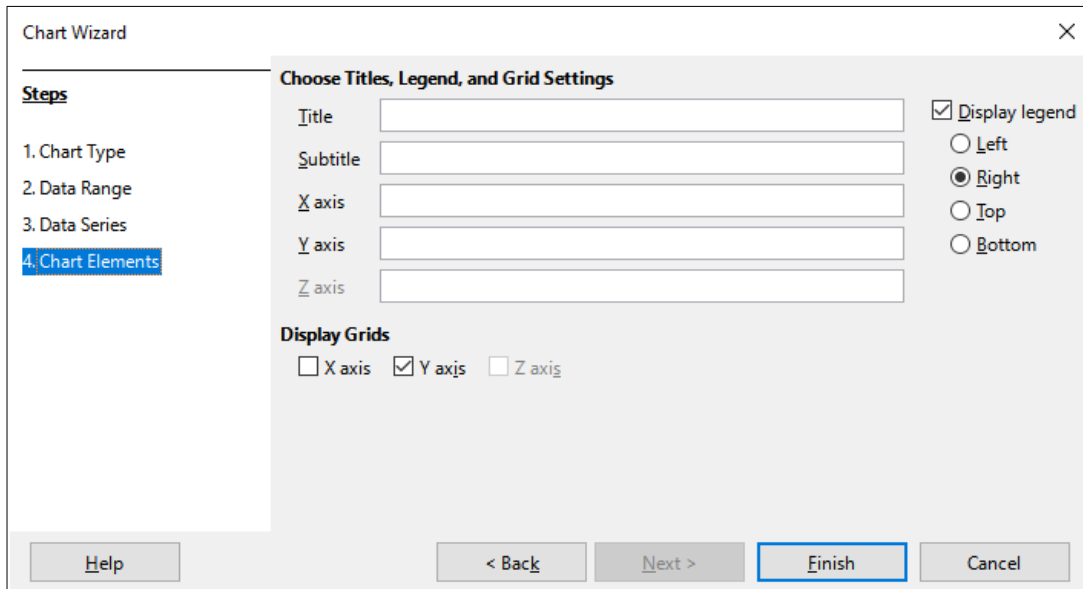 Chart Wizard
Steps
1. Chart Type
2. Data Range
3. Data Series
4. Chart Elements
Choose Titles, Legend, and Grid Settings
Title
Subtitle
X axis
Y axis
Z axis
Display legend
Left
Right
Top
Bottom
Display Grids
X axis Y axis Z axis
Help < Back Next > Finish Cancel